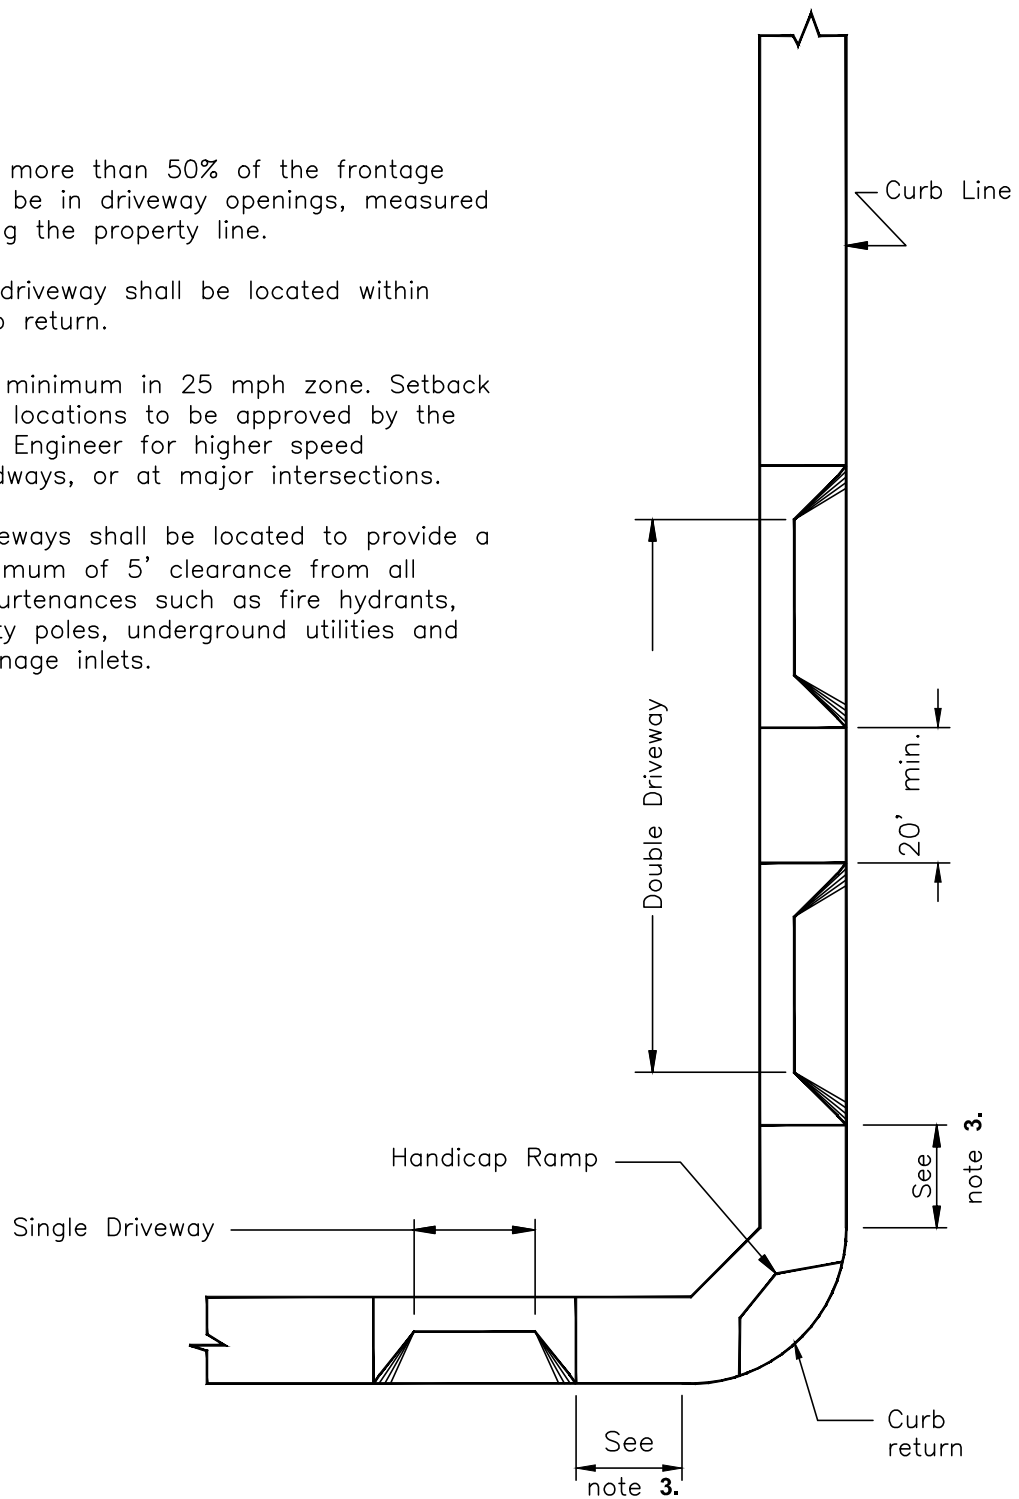 more than 50% of the frontage
be in driveway openings, measured
g the property line.
driveway shall be located within
return.
minimum in 25 mph zone. Setback
locations to be approved by the
Engineer for higher speed
dways, or at major intersections.
eways shall be located to provide a
mum of 5' clearance from all
urtenances such as fire hydrants,
ty poles, underground utilities and
nage inlets.
Curb Line
Double Driveway
20' min.
See
note 3.
Handicap Ramp
Single Driveway
Curb
return
See
note 3.